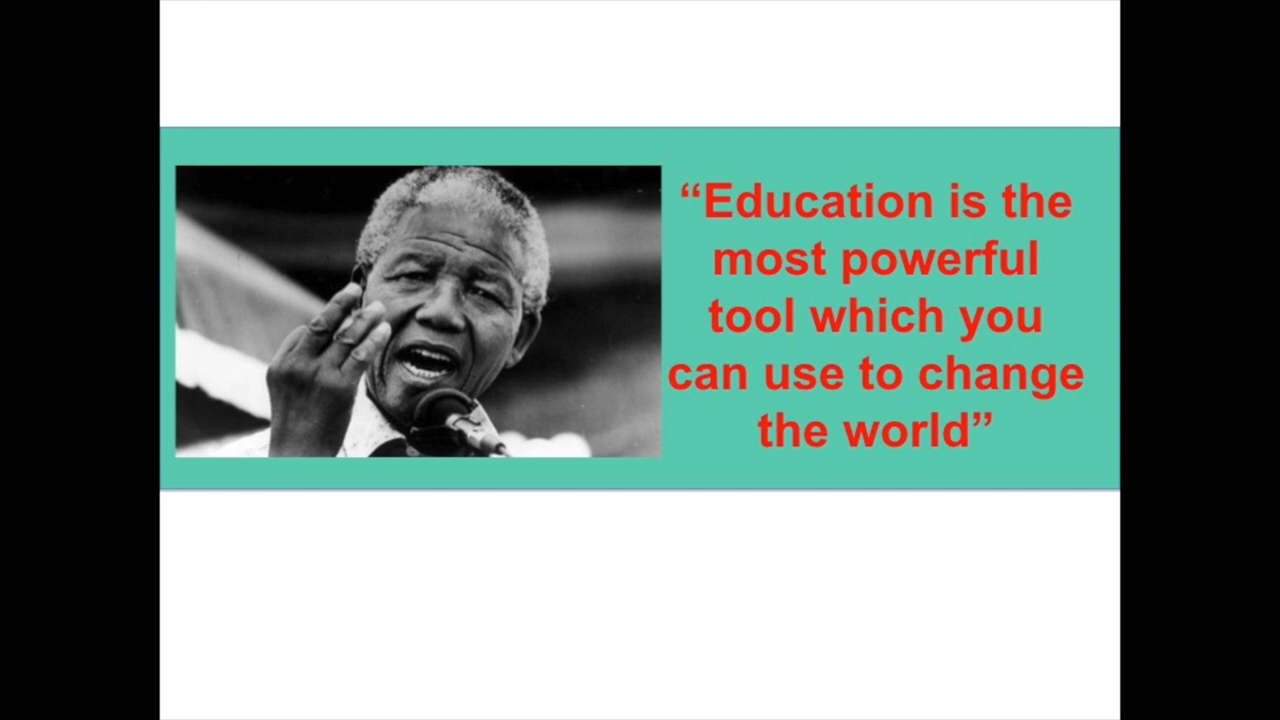 “Education is the
most powerful
tool which you
can use to change
the world”